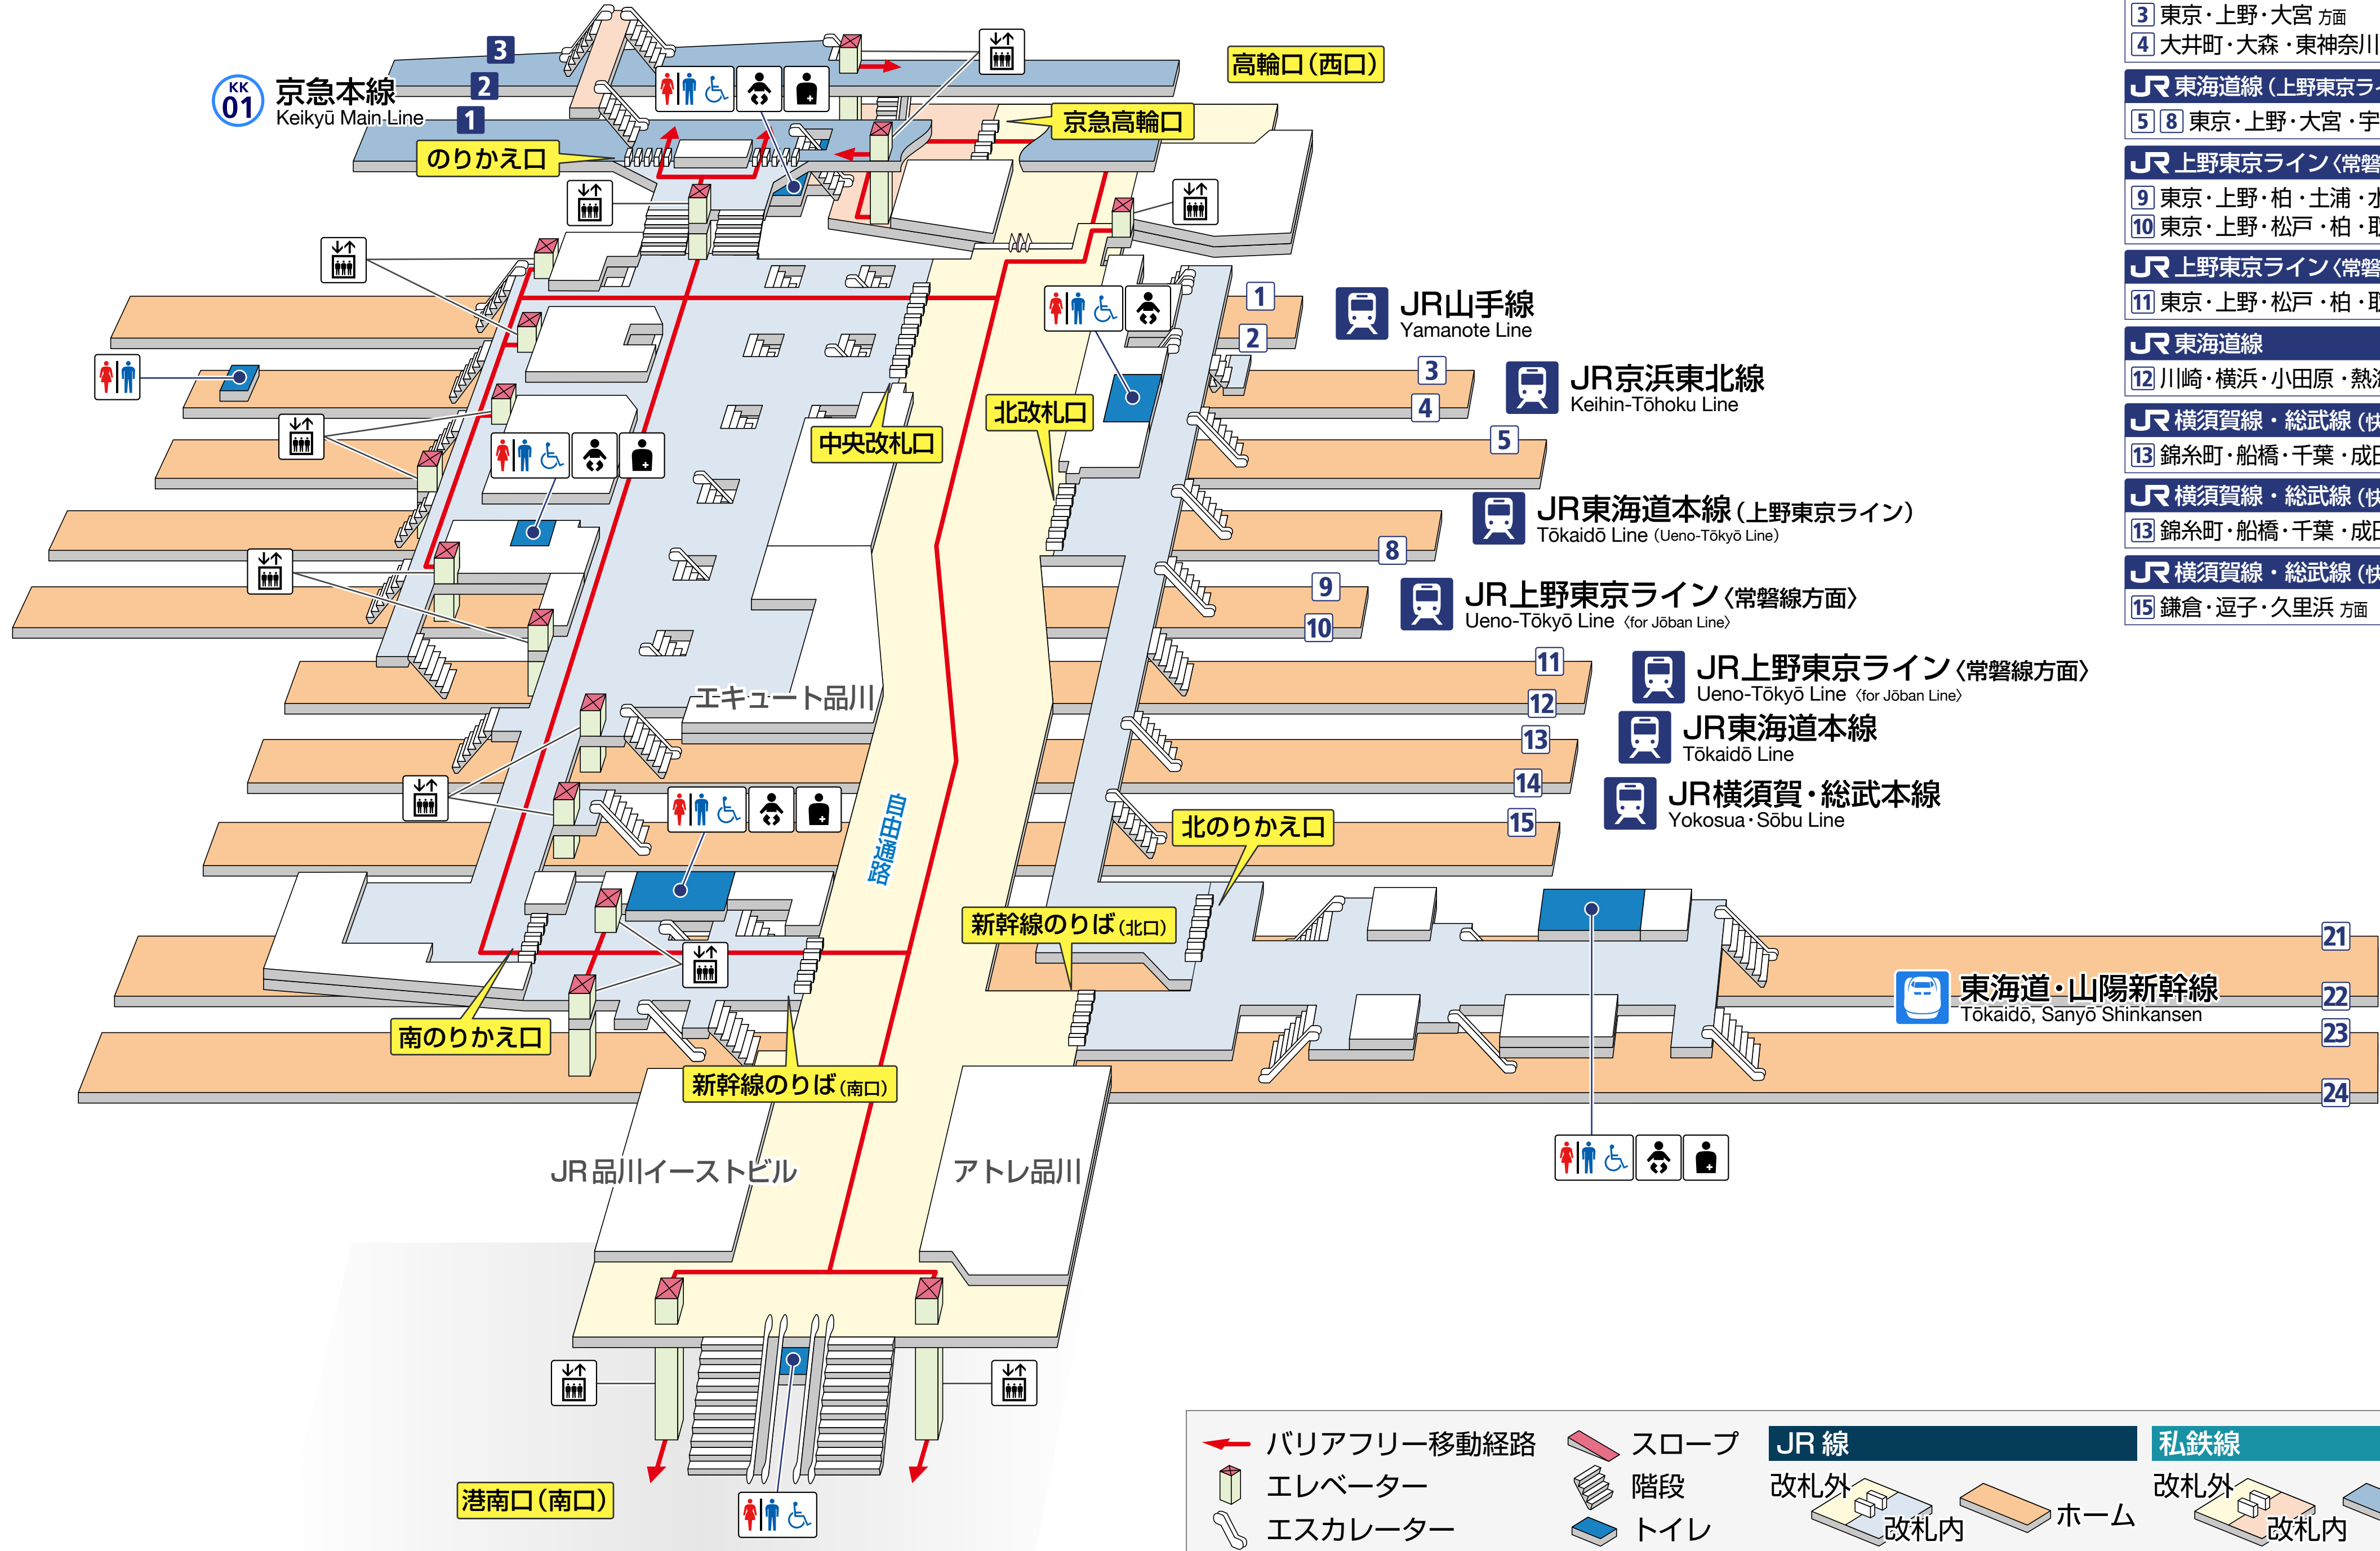 3
2
1
KK
01
京急本線
Keikyū Main Line
のりかえ口
高輪口（西口）
京急高輪口
1
2
JR山手線
Yamanote Line
3
4
JR京浜東北線
Keihin-Tōhoku Line
中央改札口
北改札口
5
8
JR東海道本線（上野東京ライン）
Tōkaidō Line（Ueno-Tōkyō Line）
9
10
JR上野東京ライン〈常磐線方面〉
Ueno-Tōkyō Line〈for Jōban Line〉
11
12
JR上野東京ライン〈常磐線方面〉
Ueno-Tōkyō Line〈for Jōban Line〉
JR東海道本線
Tōkaidō Line
13
14
JR横須賀・総武本線
Yokosua・Sōbu Line
15
エキュート品川
自由通路
北のりかえ口
新幹線のりば（北口）
南のりかえ口
新幹線のりば（南口）
21
22
23
24
東海道・山陽新幹線
Tōkaidō, Sanyō Shinkansen
JR品川イーストビル
アトレ品川
港南口（南口）
3 東京・上野・大宮 方面
4 大井町・大森・東神奈川
JR 東海道線（上野東京ラ
5 8 東京・上野・大宮・宇
JR 上野東京ライン〈常磐
9 東京・上野・柏・土浦・水
10 東京・上野・松戸・柏・取
JR 上野東京ライン〈常磐
11 東京・上野・松戸・柏・取
JR 東海道線
12 川崎・横浜・小田原・熱海
JR 横須賀線・総武線（快
13 錦糸町・船橋・千葉・成田
JR 横須賀線・総武線（快
13 錦糸町・船橋・千葉・成田
JR 横須賀線・総武線（快
15 鎌倉・逗子・久里浜 方面
バリアフリー移動経路
エレベーター
エスカレーター
スロープ
階段
トイレ
JR 線
改札外
改札内
ホーム
私鉄線
改札外
改札内